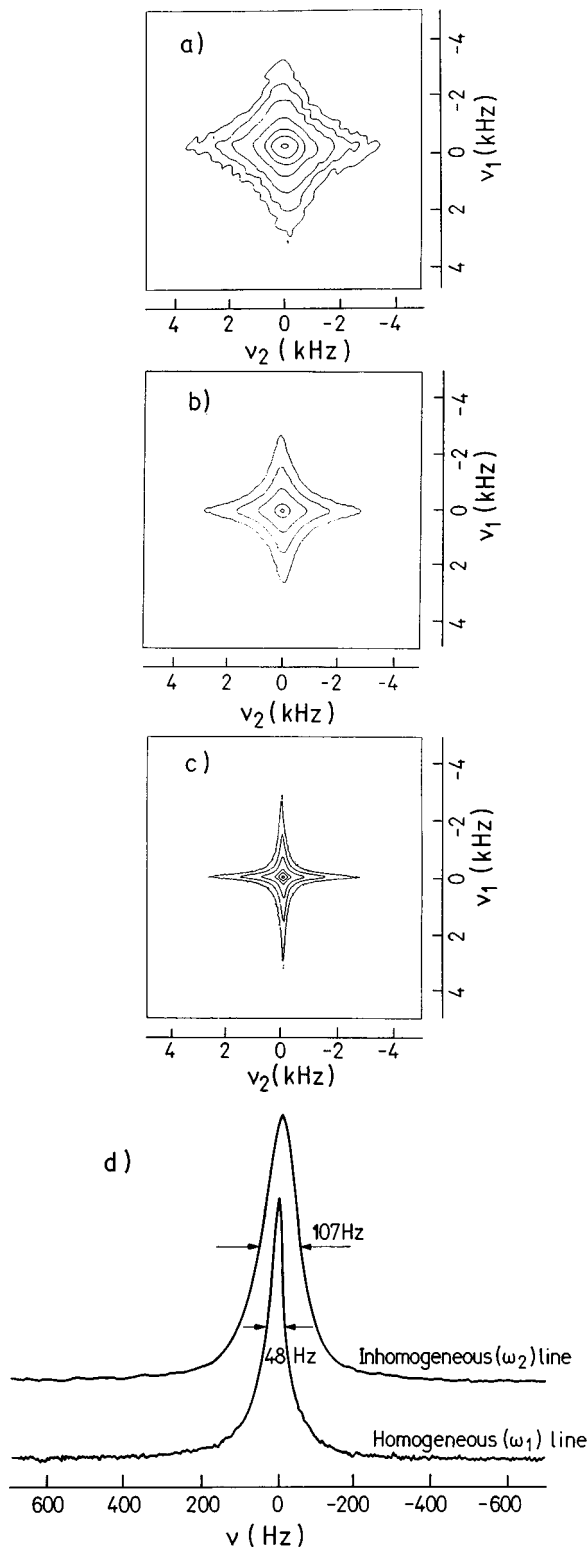 a)
-4
-2
0
2
4
ν₁ (kHz)
4 2 0 -2 -4
ν₂ (kHz)
b)
-4
-2
0
2
4
ν₁ (kHz)
4 2 0 -2 -4
ν₂ (kHz)
c)
-4
-2
0
2
4
ν₁ (kHz)
4 2 0 -2 -4
ν₂ (kHz)
d)
107Hz
48 Hz
Inhomogeneous (ω₂) line
Homogeneous (ω₁) line
600 400 200 0 -200 -400 -600
ν (Hz)